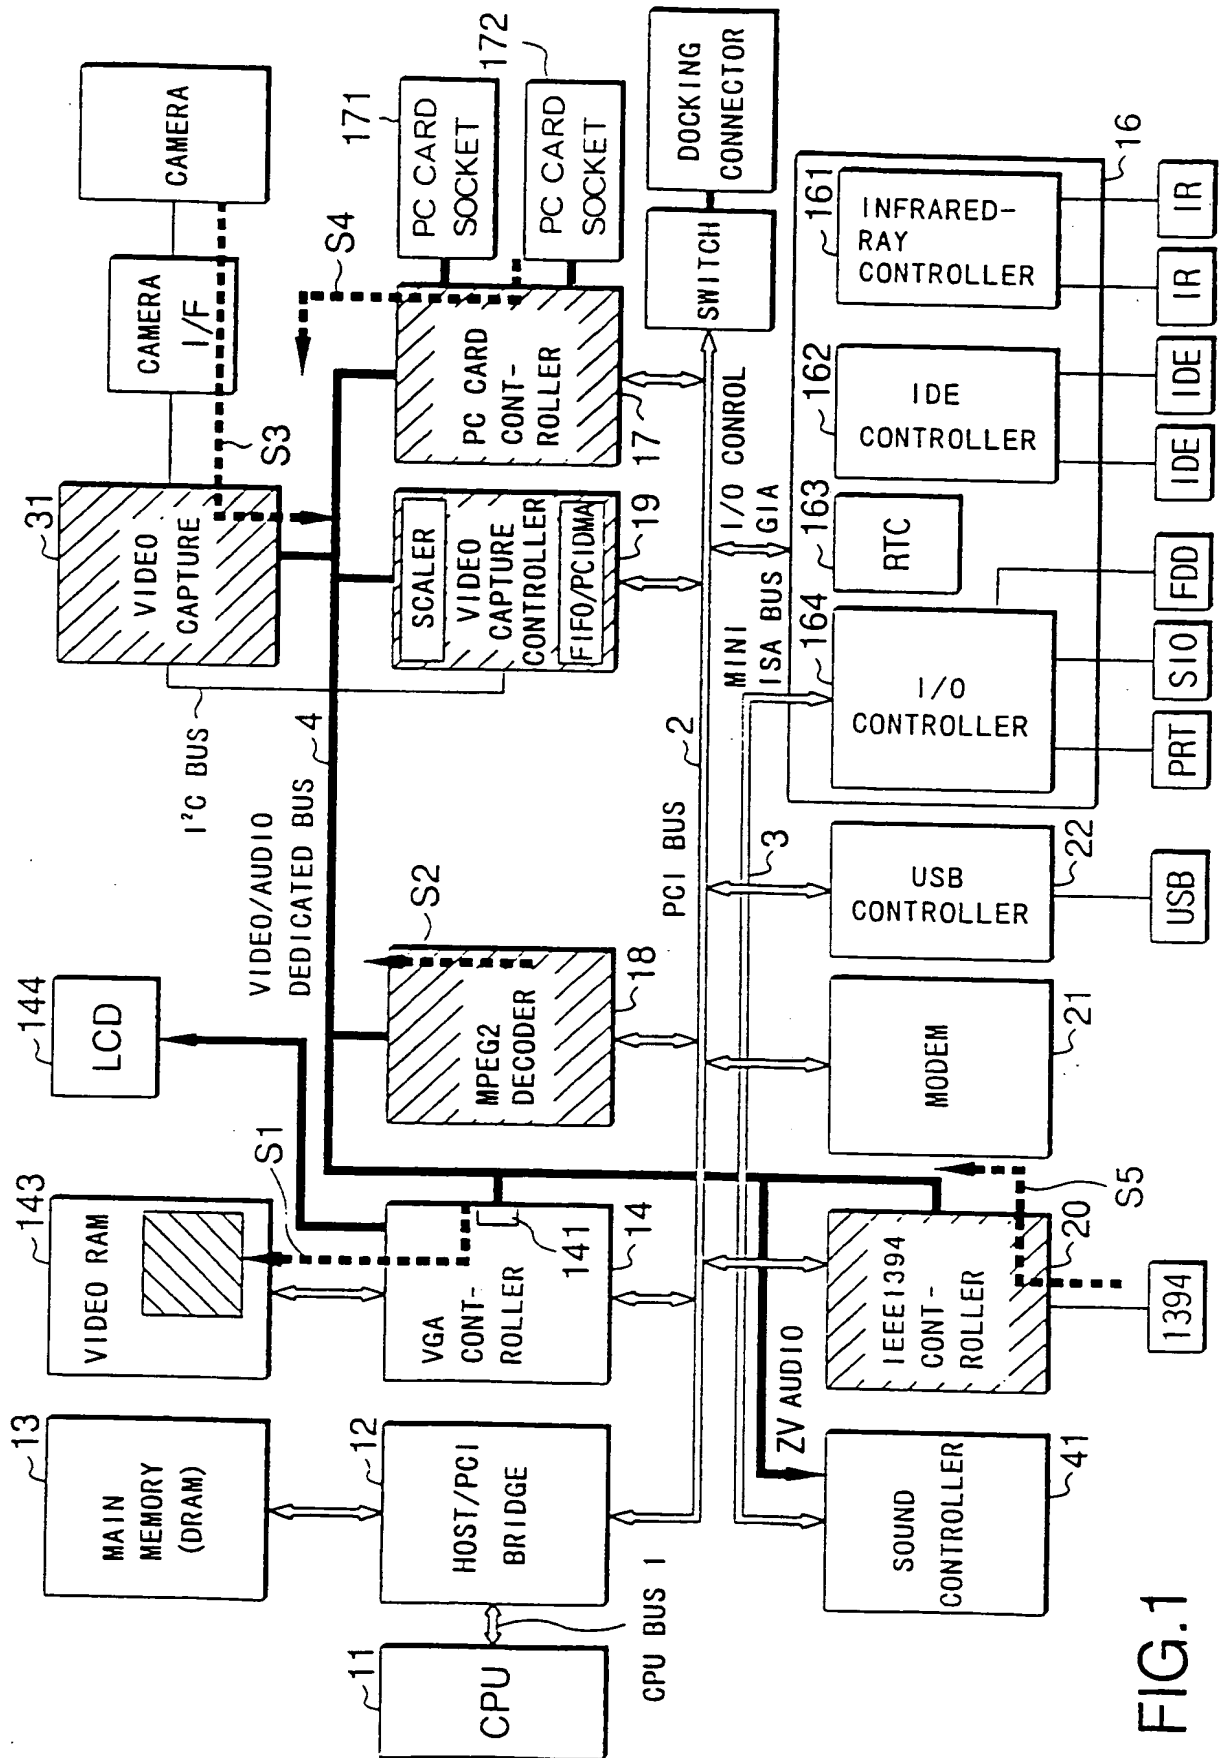 144
LCD
143
VIDEO RAM
S1
13
MAIN
MEMORY
(DRAM)
31
VIDEO
CAPTURE
CAMERA
I/F
CAMERA
S3
S4
171
PC CARD
SOCKET
172
PC CARD
SOCKET
I²C BUS
4
VIDEO/AUDIO
DEDICATED BUS
11
CPU
CPU BUS 1
12
HOST/PCI
BRIDGE
VGA
CONT-
ROLLER
141
14
S2
MPEG2
DECODER
18
SCALER
VIDEO
CAPTURE
CONTROLLER
FIFO/PCIDMA
19
PC CARD
CONT-
ROLLER
17
DOCKING
CONNECTOR
SWITCH
PCI BUS
2
I/O CONROL
GIA
MINI
ISA BUS
3
ZV AUDIO
SOUND
CONTROLLER
41
IEEE1394
CONT-
ROLLER
20
S5
1394
MODEM
21
USB
CONTROLLER
22
USB
164
I/O
CONTROLLER
163
RTC
162
IDE
CONTROLLER
161
INFRARED-
RAY
CONTROLLER
16
PRT
SIO
FDD
IDE
IDE
IR
IR
FIG.1